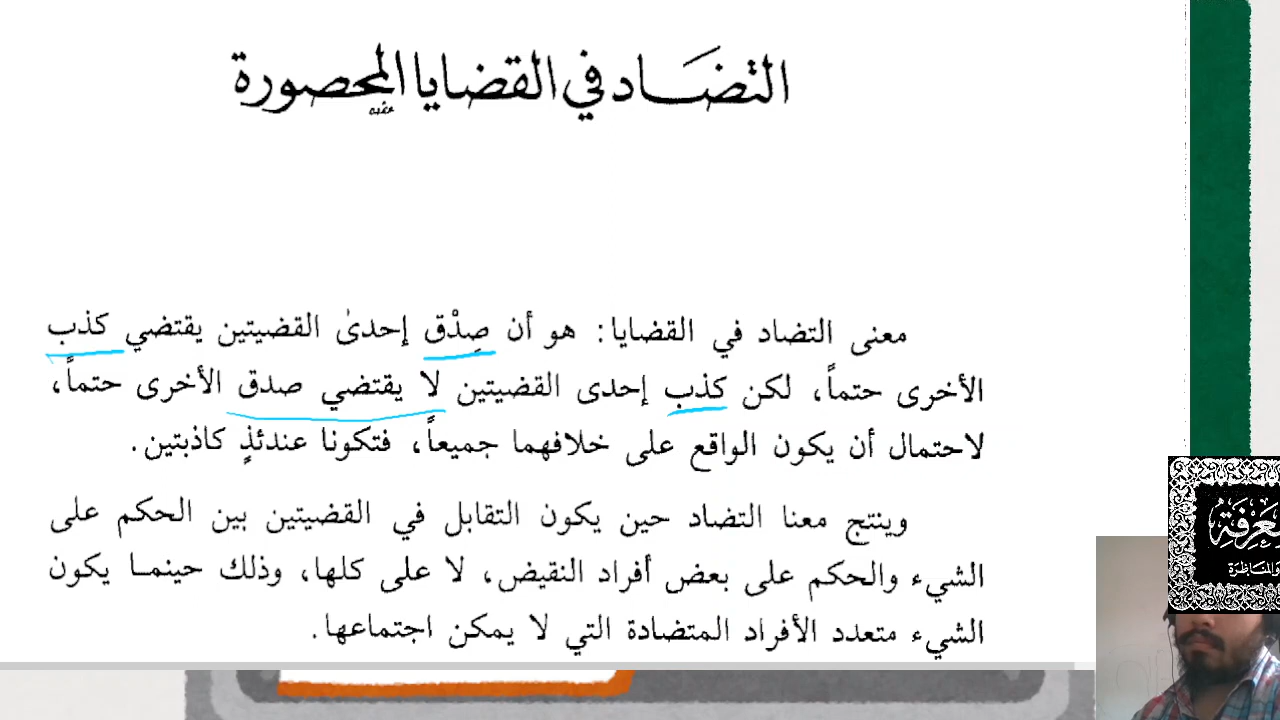 التضاد في القضايا المحصورة
معنى التضاد في القضايا: هو أن صِدْق إحدىٰ القضيتين يقتضي كذب
الأخرى حتماً، لكن كذب إحدى القضيتين لا يقتضي صدق الأخرى حتماً،
لاحتمال أن يكون الواقع على خلافهما جميعاً، فتكونا عندئذٍ كاذبتين.
وينتج معنا التضاد حين يكون التقابل في القضيتين بين الحكم على
الشيء والحكم على بعض أفراد النقيض، لا على كلها، وذلك حينما يكون
الشيء متعدد الأفراد المتضادة التي لا يمكن اجتماعها.